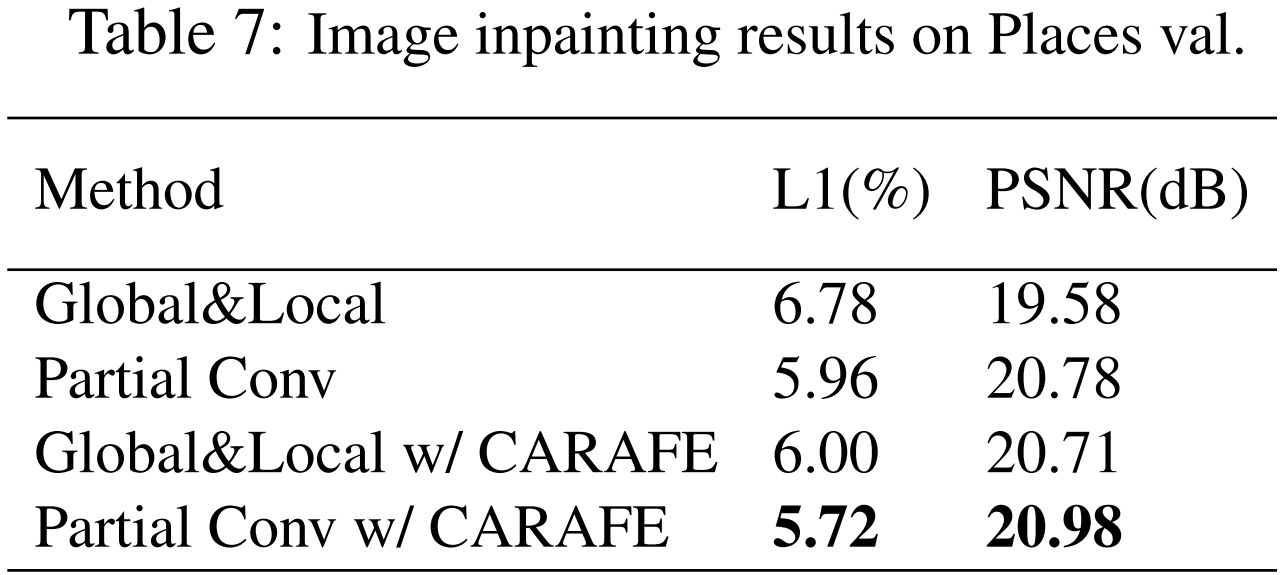 Table 7: Image inpainting results on Places val.
Method L1(%) PSNR(dB)
Global&Local 6.78 19.58
Partial Conv 5.96 20.78
Global&Local w/ CARAFE 6.00 20.71
Partial Conv w/ CARAFE 5.72 20.98